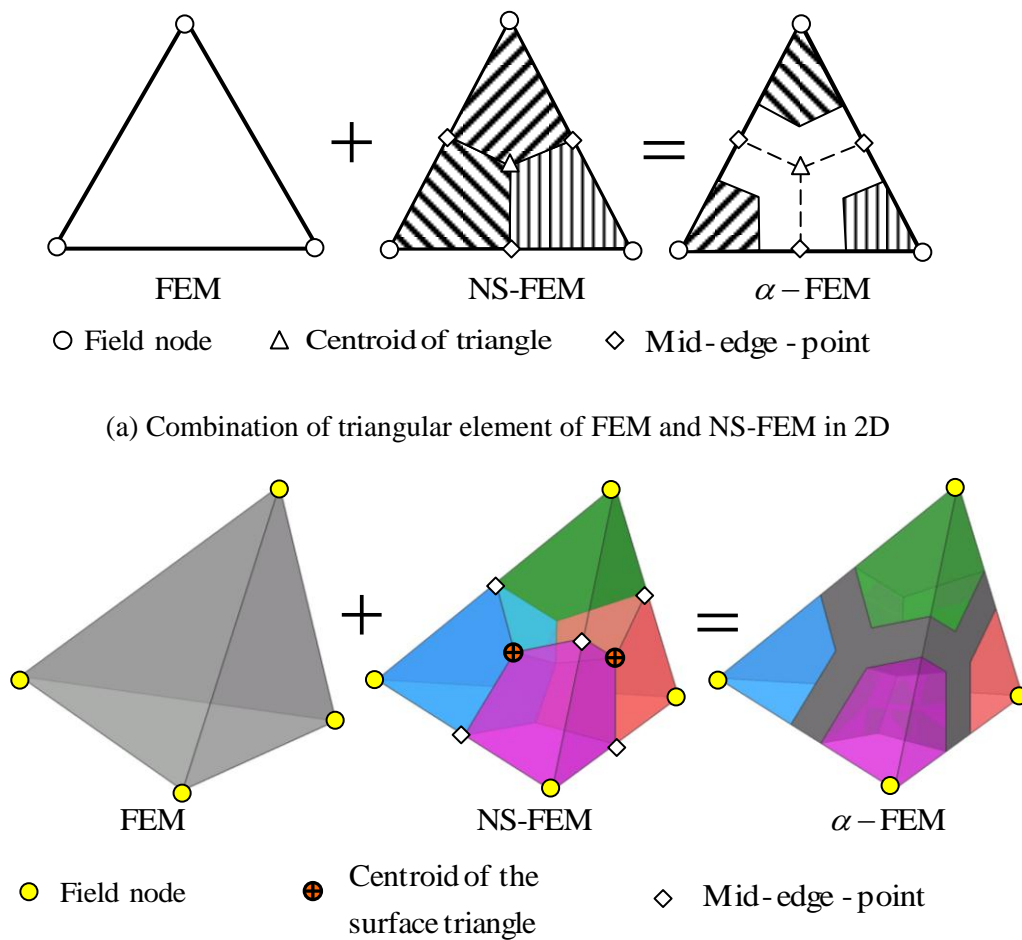 + =
FEM NS-FEM α – FEM
Field node Centroid of triangle Mid-edge-point
(a) Combination of triangular element of FEM and NS-FEM in 2D
+ =
FEM NS-FEM α – FEM
Field node Centroid of the surface triangle Mid-edge-point